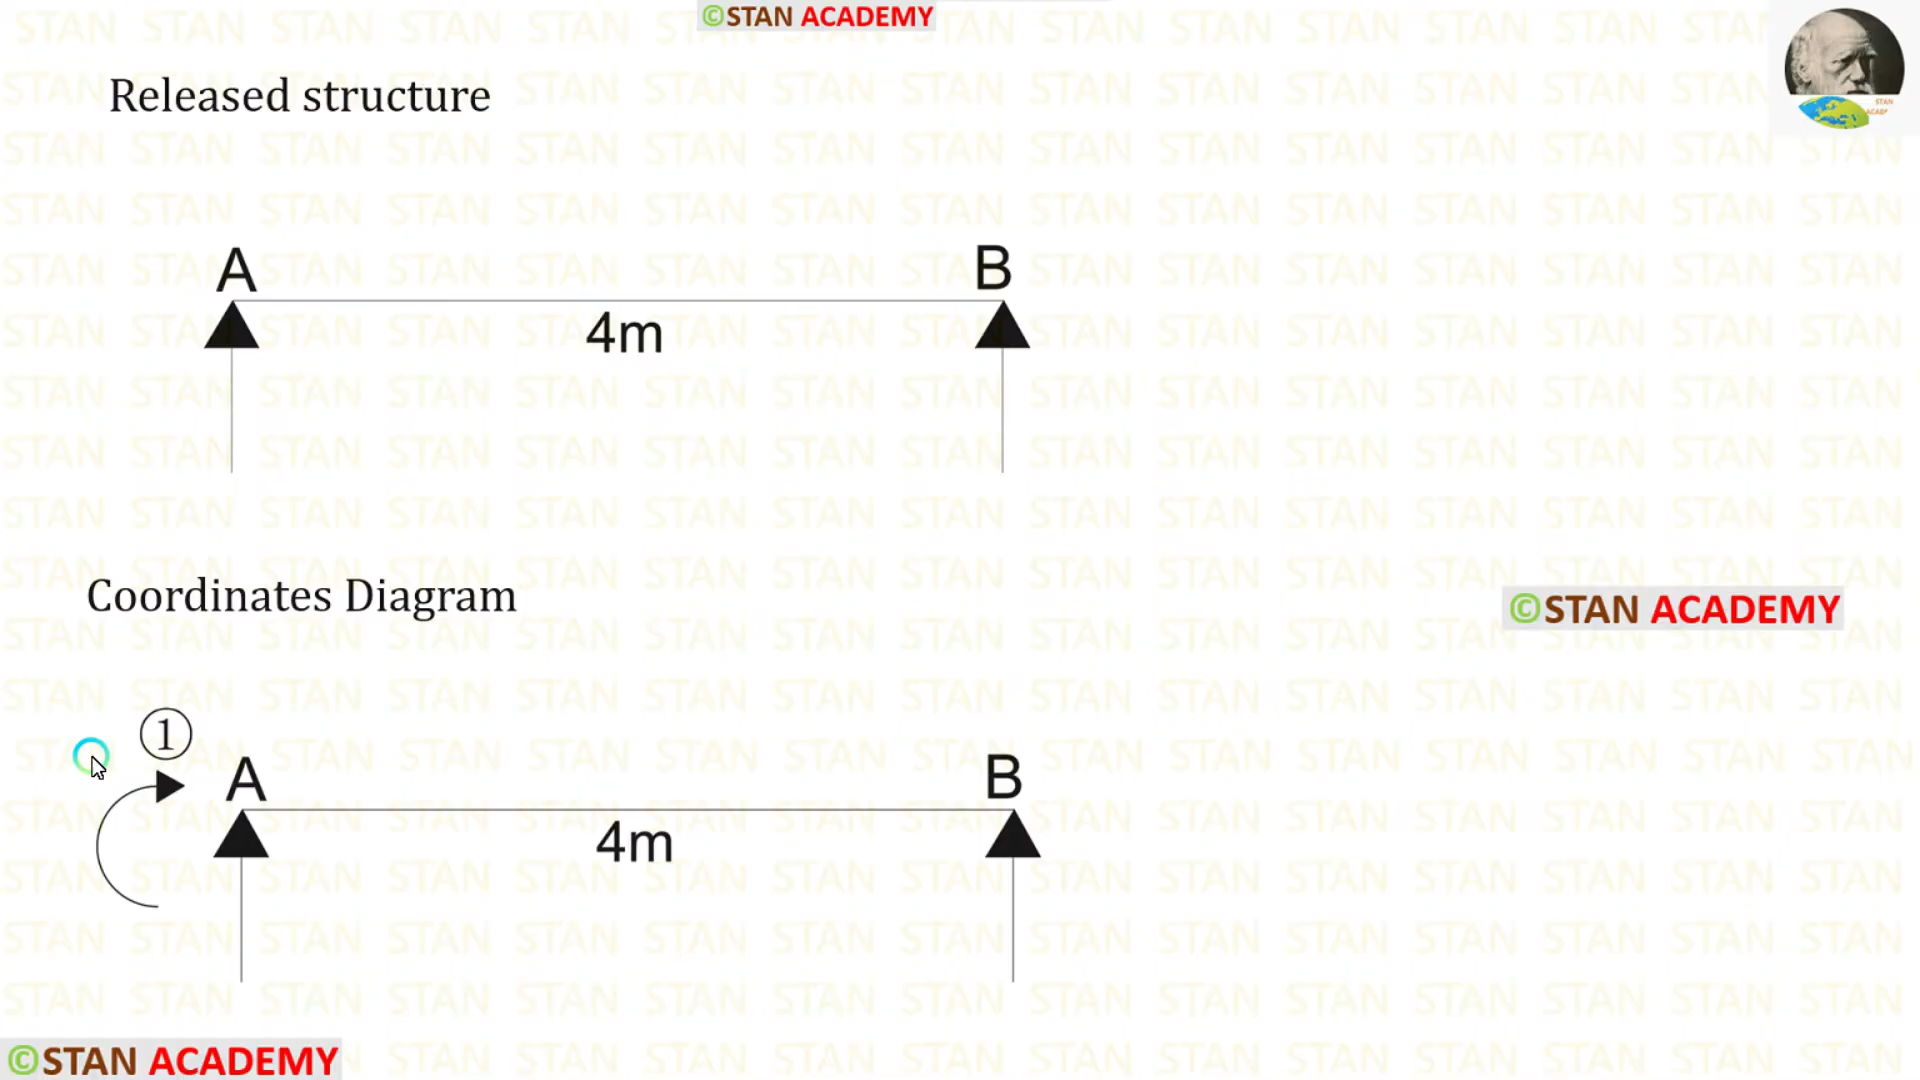 ©STAN ACADEMY
Released structure
A
B
4m
Coordinates Diagram
©STAN ACADEMY
1
A
B
4m
©STAN ACADEMY